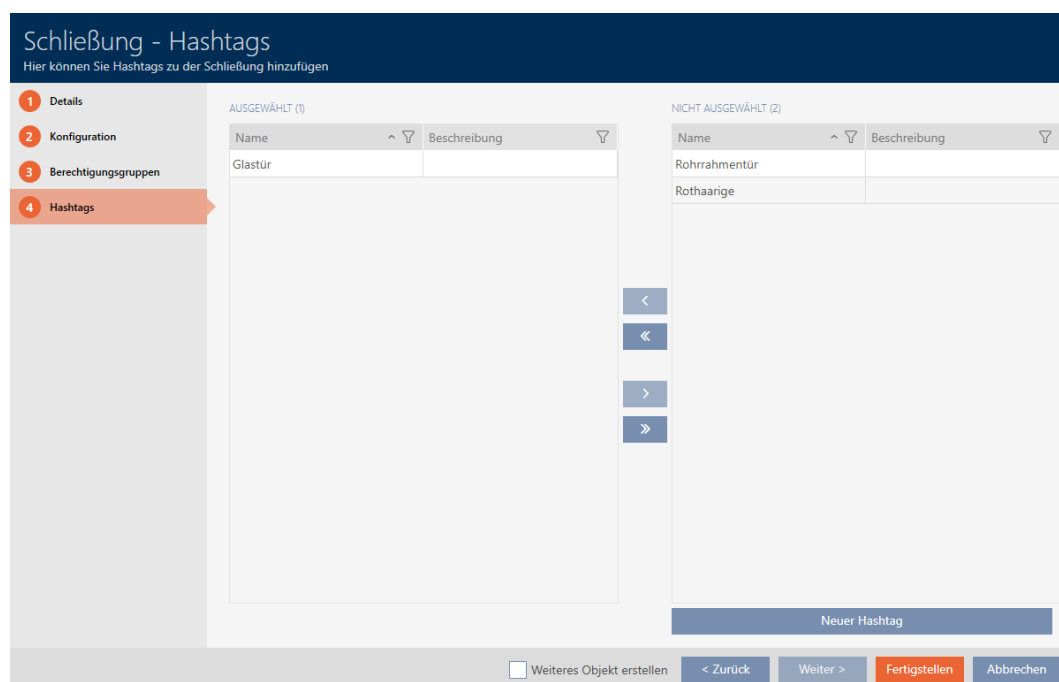 Schließung - Hashtags
Hier können Sie Hashtags zu der Schließung hinzufügen
1 Details
2 Konfiguration
3 Berechtigungsgruppen
4 Hashtags
AUSGEWÄHLT (1)
Name Beschreibung
Glastür
NICHT AUSGEWÄHLT (2)
Name Beschreibung
Rohrrahmentür
Rothaarige
Neuer Hashtag
Weiteres Objekt erstellen < Zurück Weiter > Fertigstellen Abbrechen